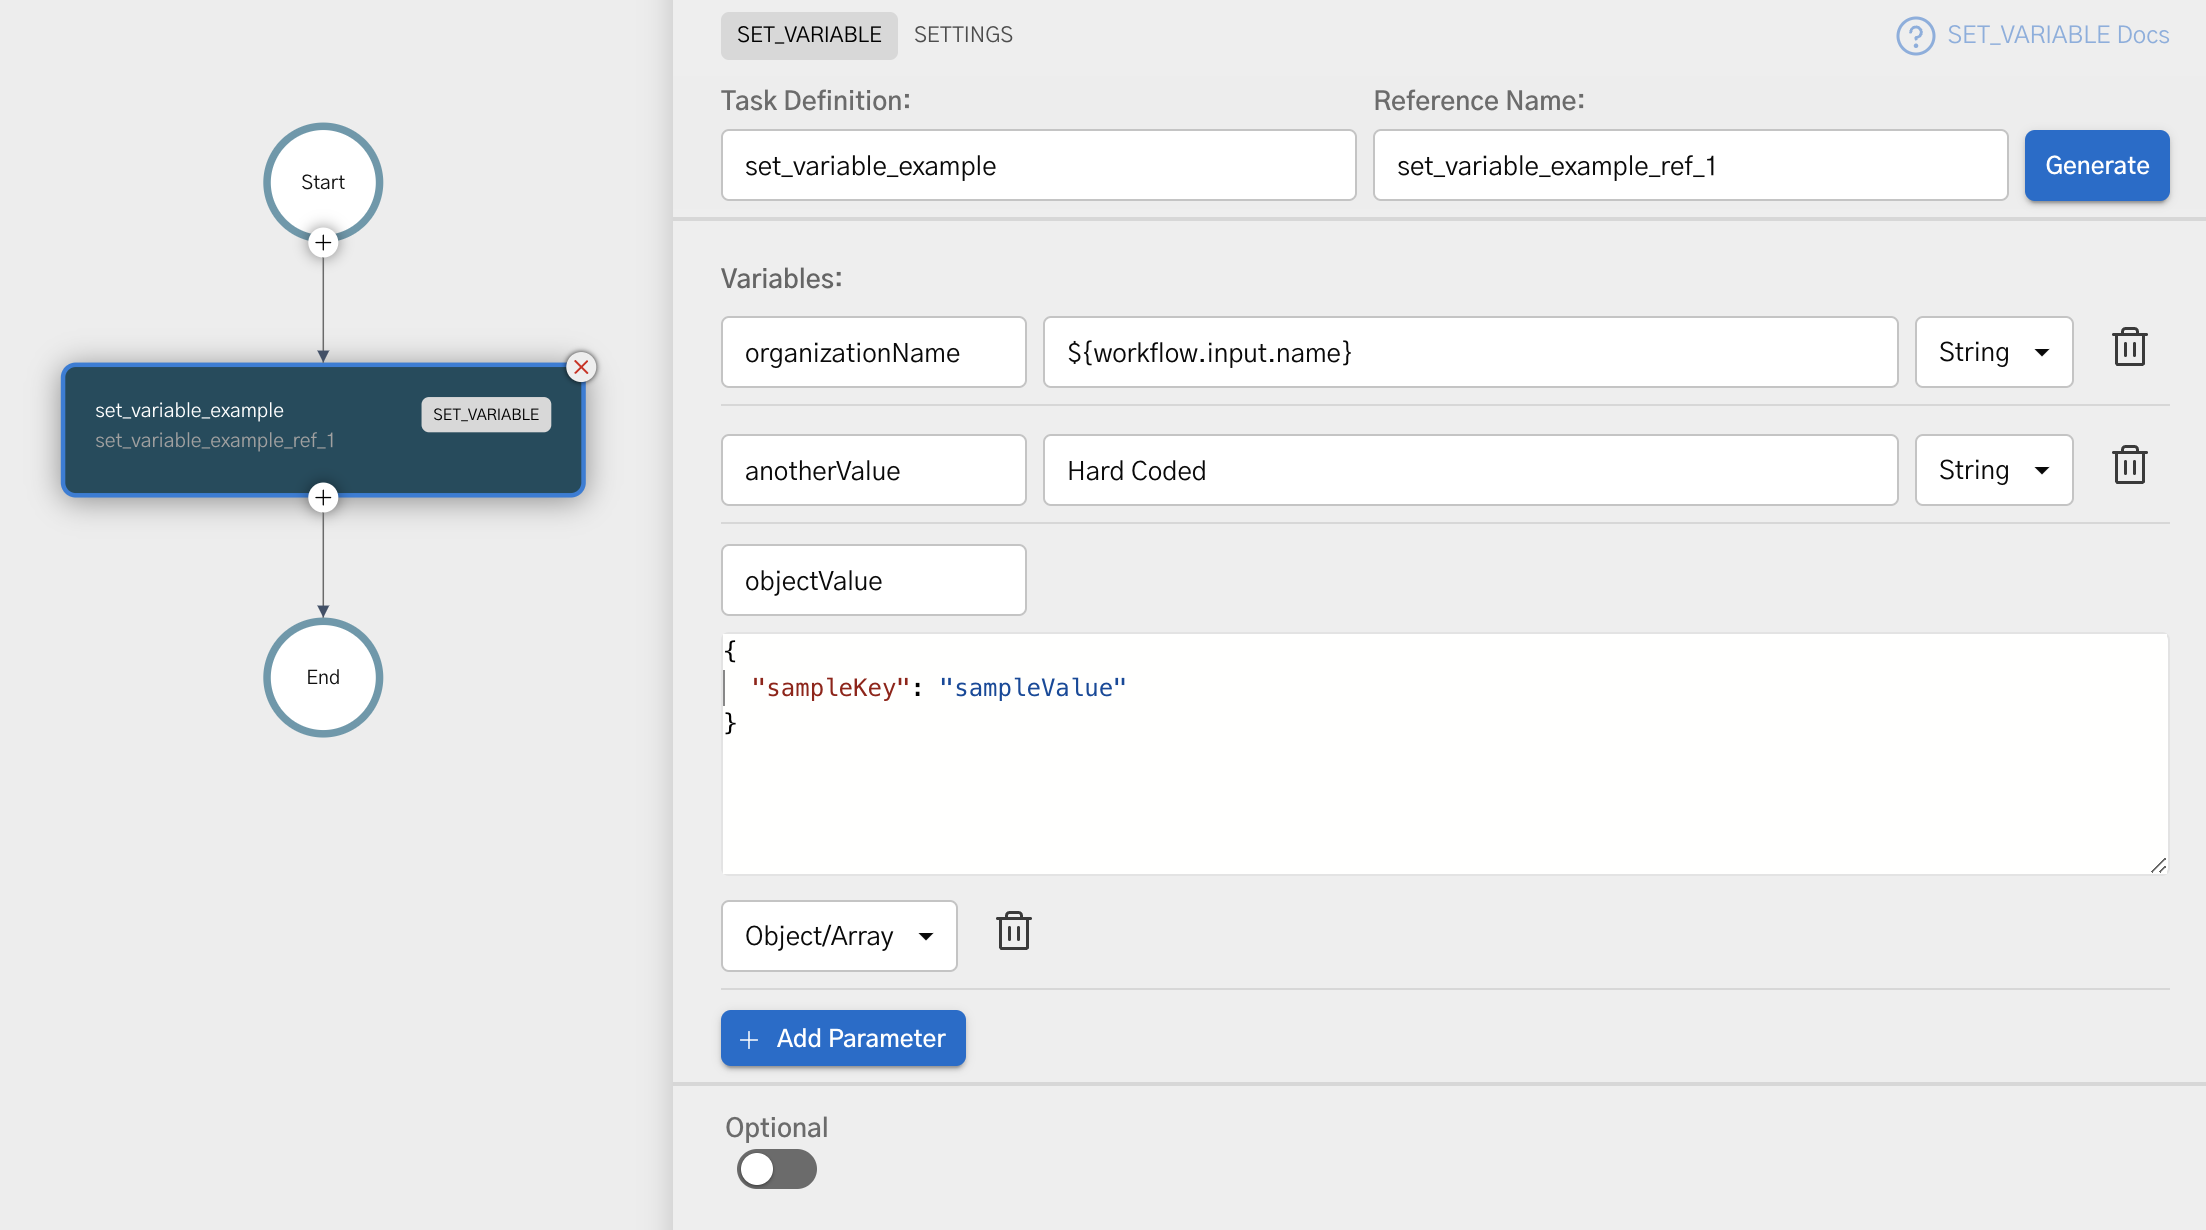 Start
set_variable_example
SET_VARIABLE
set_variable_example_ref_1
End
SET_VARIABLE SETTINGS
? SET_VARIABLE Docs
Task Definition:
Reference Name:
set_variable_example
set_variable_example_ref_1
Generate
Variables:
organizationName
${workflow.input.name}
String
anotherValue
Hard Coded
String
objectValue
{
"sampleKey": "sampleValue"
}
Object/Array
+ Add Parameter
Optional